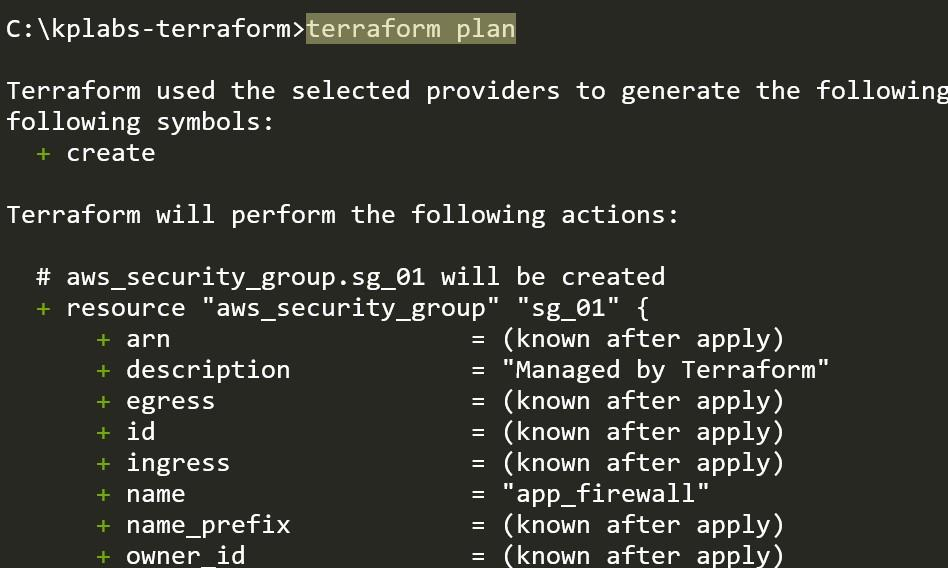 C:\kplabs-terraform>terraform plan
Terraform used the selected providers to generate the following
following symbols:
+ create
Terraform will perform the following actions:
# aws_security_group.sg_01 will be created
+ resource "aws_security_group" "sg_01" {
+ arn = (known after apply)
+ description = "Managed by Terraform"
+ egress = (known after apply)
+ id = (known after apply)
+ ingress = (known after apply)
+ name = "app_firewall"
+ name_prefix = (known after apply)
+ owner_id = (known after apply)